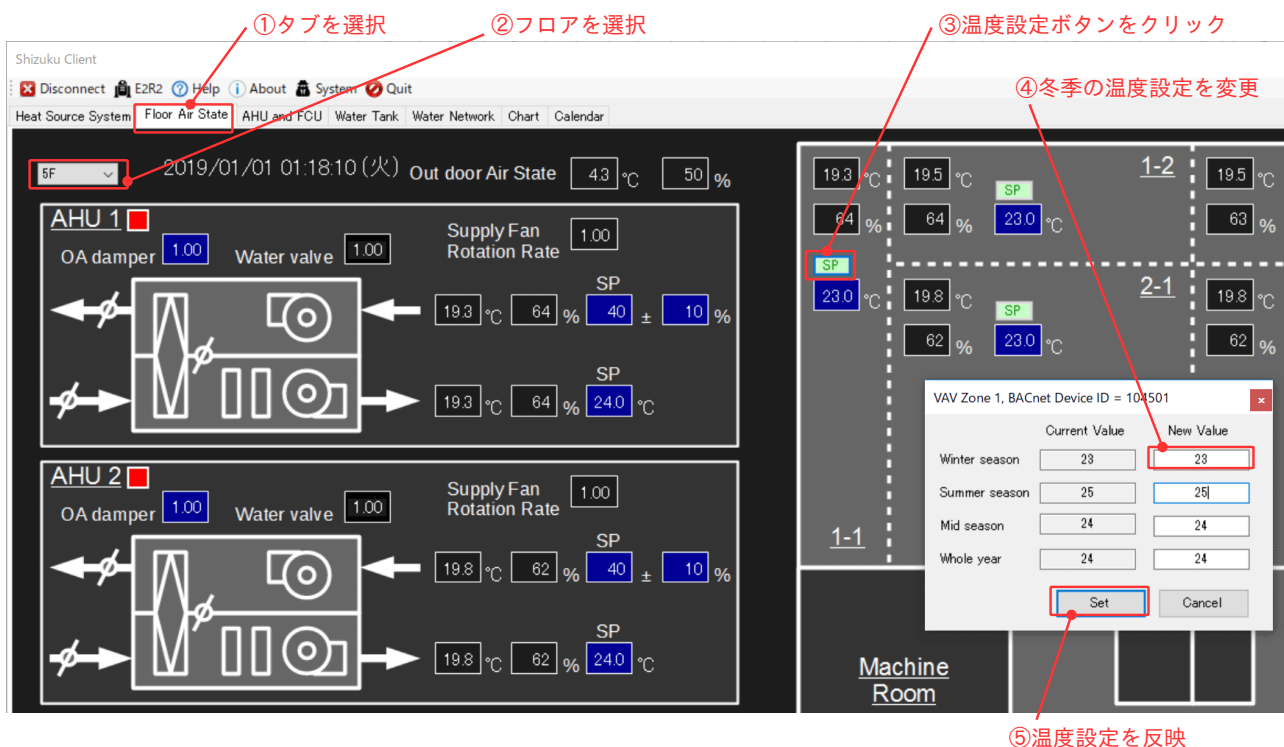 ①タブを選択
②フロアを選択
③温度設定ボタンをクリック
Shizuku Client
④冬季の温度設定を変更
Disconnect E2R2 Help About System Quit
Heat Source System Floor Air State AHU and FCU Water Tank Water Network Chart Calendar
5F
2019/01/01 01:18:10 (火)
Out door Air State 4.3 ℃ 50 %
AHU 1
OA damper 1.00 Water valve 1.00
Supply Fan
Rotation Rate
1.00
SP
19.3 ℃ 64 % 40 ± 10 %
SP
19.3 ℃ 64 % 24.0 ℃
AHU 2
OA damper 1.00 Water valve 1.00
Supply Fan
Rotation Rate
1.00
SP
19.8 ℃ 62 % 40 ± 10 %
SP
19.8 ℃ 62 % 24.0 ℃
19.3 ℃
64 %
SP
23.0 ℃
1-1
19.5 ℃
64 %
SP
23.0 ℃
1-2
19.5 ℃
63 %
19.8 ℃
62 %
SP
23.0 ℃
2-1
19.8 ℃
62 %
VAV Zone 1, BACnet Device ID = 104501
Current Value New Value
Winter season 23 23
Summer season 25 25
Mid season 24 24
Whole year 24 24
Set Cancel
Machine
Room
⑤温度設定を反映